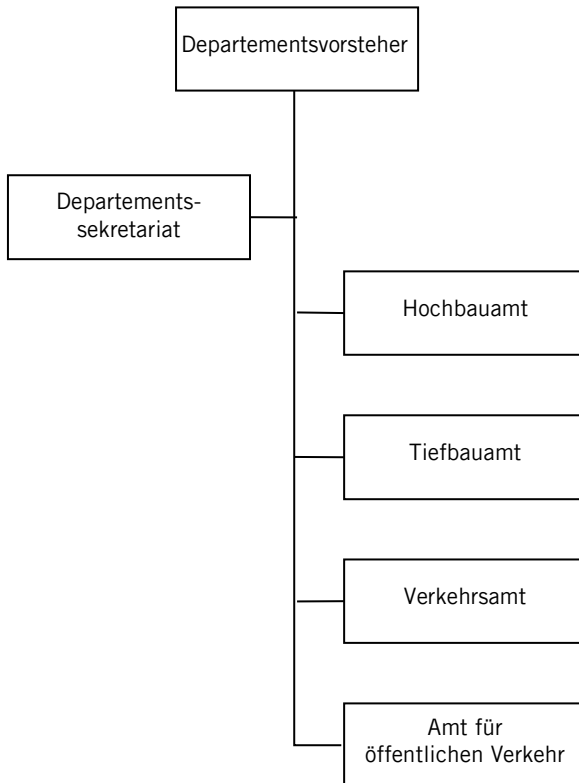 Departementsvorsteher
Departements-
sekretariat
Hochbauamt
Tiefbauamt
Verkehrsamt
Amt für
öffentlichen Verkehr